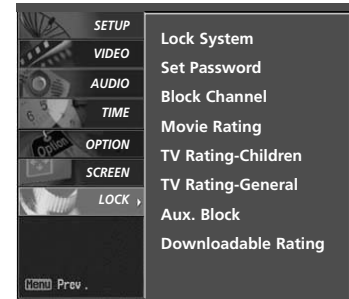 SETUP
VIDEO
AUDIO
TIME
OPTION
SCREEN
LOCK
Lock System
Set Password
Block Channel
Movie Rating
TV Rating-Children
TV Rating-General
Aux. Block
Downloadable Rating
Option
Menu Prev.